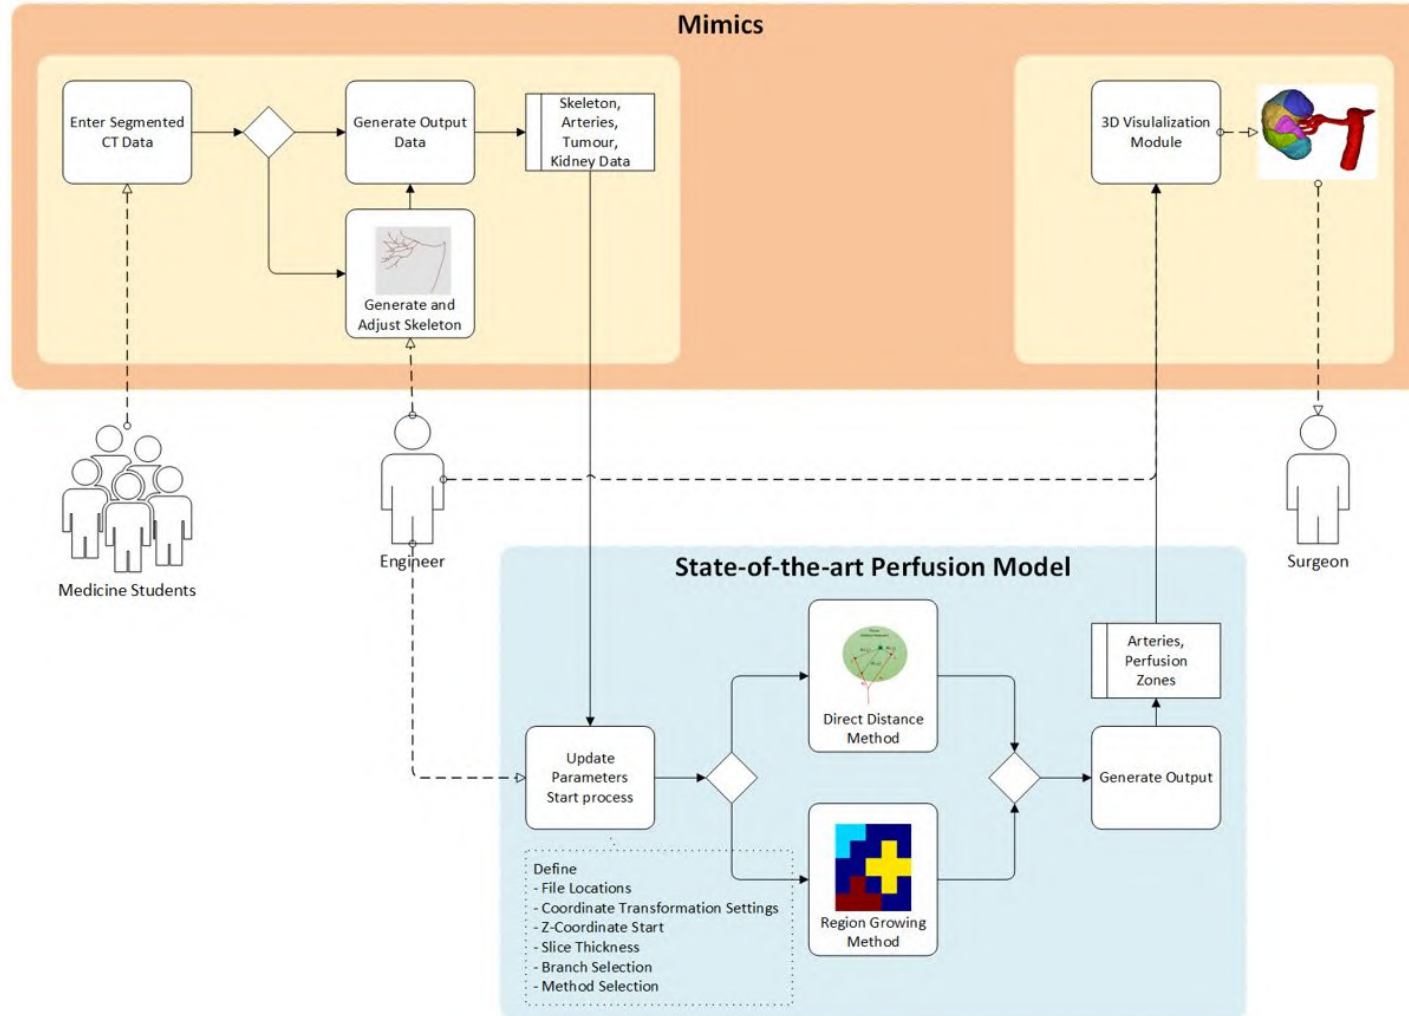 Mimics
Enter Segmented
CT Data
Generate Output
Data
Skeleton,
Arteries,
Tumour,
Kidney Data
3D Visulalization
Module
Generate and
Adjust Skeleton
Medicine Students
Engineer
Surgeon
State-of-the-art Perfusion Model
Arteries,
Perfusion
Zones
Direct Distance
Method
Update
Parameters
Start process
Generate Output
Define
- File Locations
- Coordinate Transformation Settings
- Z-Coordinate Start
- Slice Thickness
- Branch Selection
- Method Selection
Region Growing
Method